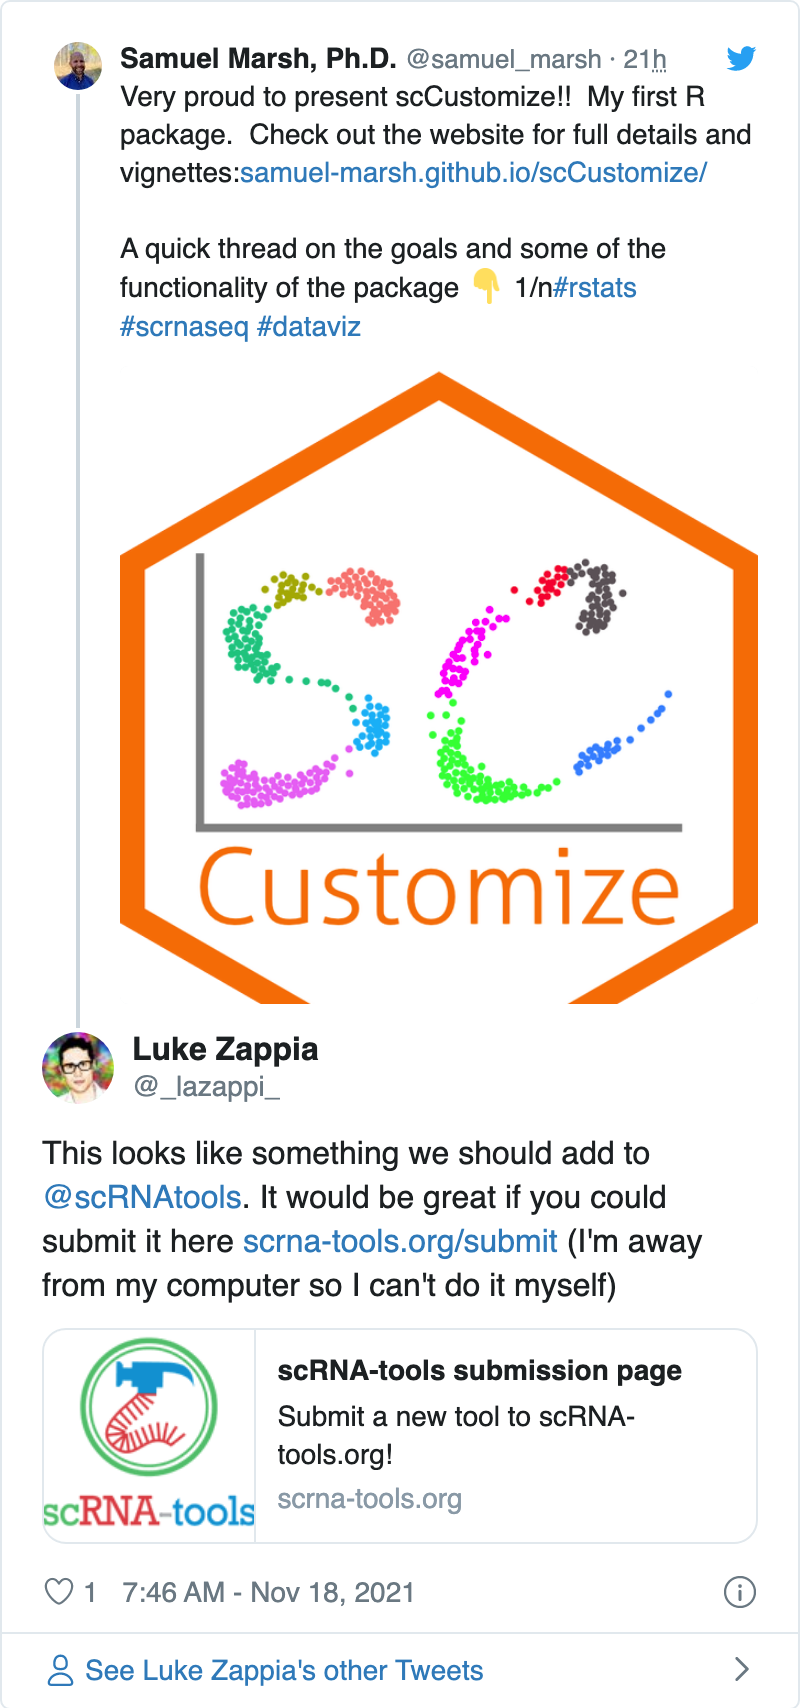 Samuel Marsh, Ph.D. @samuel_marsh · 21h
Very proud to present scCustomize!!  My first R
package.  Check out the website for full details and
vignettes:samuel-marsh.github.io/scCustomize/
A quick thread on the goals and some of the
functionality of the package 👇 1/n#rstats
#scrnaseq #dataviz
SC
Customize
Luke Zappia
@_lazappi_
This looks like something we should add to
@scRNAtools. It would be great if you could
submit it here scrna-tools.org/submit (I'm away
from my computer so I can't do it myself)
scRNA-tools
scRNA-tools submission page
Submit a new tool to scRNA-
tools.org!
scrna-tools.org
1 7:46 AM - Nov 18, 2021
See Luke Zappia's other Tweets